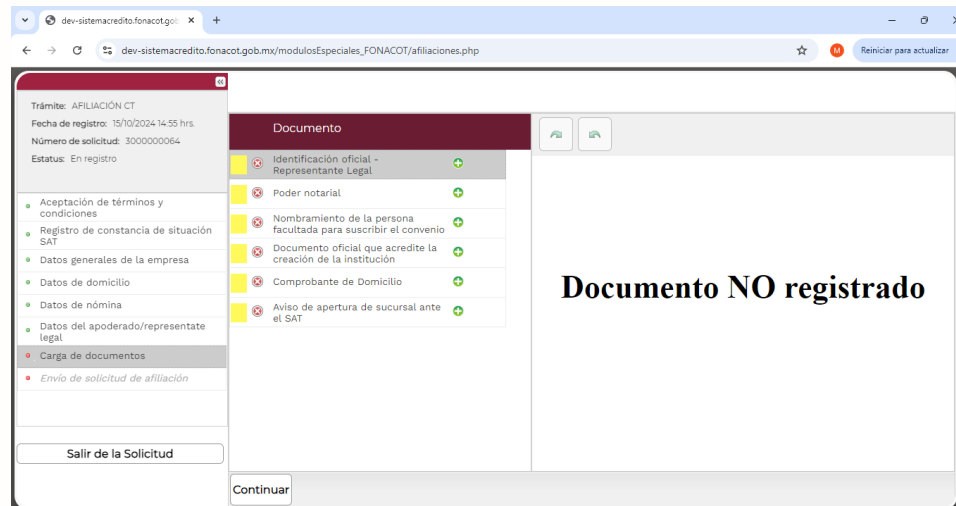 dev-sistemacredito.fonacot.gob
dev-sistemacredito.fonacot.gob.mx/modulosEspeciales_FONACOT/afiliaciones.php
M
Reiniciar para actualizar
Trámite: AFILIACIÓN CT
Fecha de registro: 15/10/2024 14:55 hrs.
Número de solicitud: 3000000064
Estatus: En registro
Aceptación de términos y
condiciones
Registro de constancia de situación
SAT
Datos generales de la empresa
Datos de domicilio
Datos de nómina
Datos del apoderado/representate
legal
Carga de documentos
Envío de solicitud de afiliación
Salir de la Solicitud
Documento
Identificación oficial -
Representante Legal
Poder notarial
Nombramiento de la persona
facultada para suscribir el convenio
Documento oficial que acredite la
creación de la institución
Comprobante de Domicilio
Aviso de apertura de sucursal ante
el SAT
Documento NO registrado
Continuar